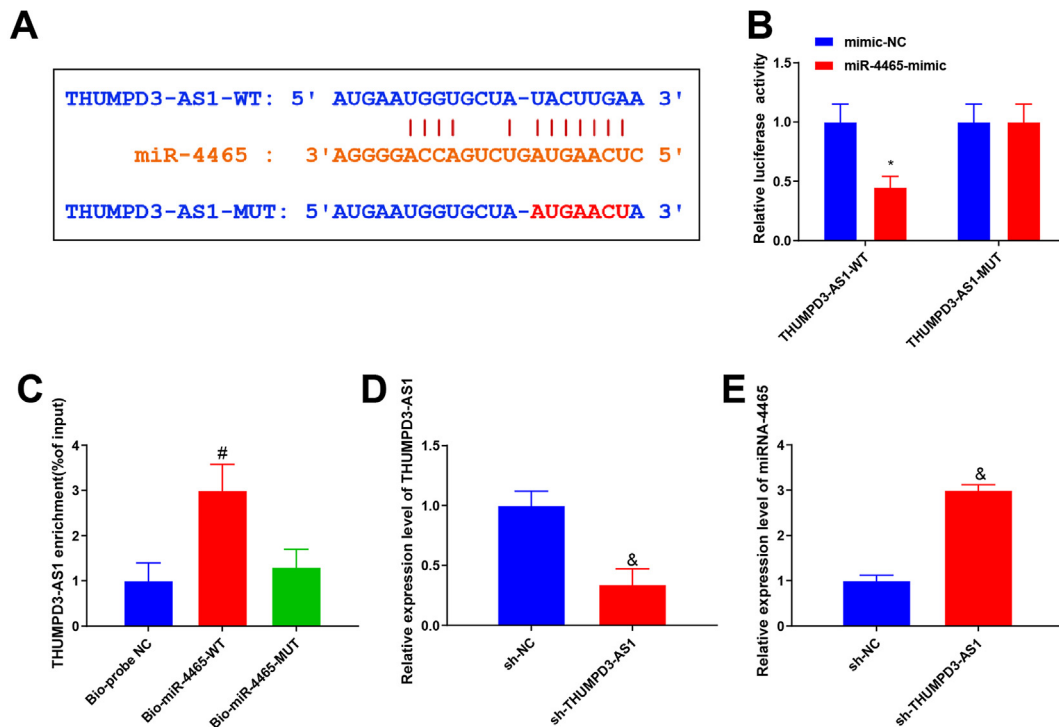 A
THUMPD3-AS1-WT: 5' AUGAAUGGUGCUA-UACUUGAA 3'
miR-4465 : 3'AGGGGACCAGUCUGAUGAACUC 5'
THUMPD3-AS1-MUT: 5'AUGAAUGGUGCUA-AUGAACUA 3'
B
mimic-NC
miR-4465-mimic
Relative luciferase activity
1.5
1.0
0.5
0.0
*
THUMPD3-AS1-WT
THUMPD3-AS1-MUT
C
THUMPD3-AS1 enrichment(%of input)
4
3
2
1
0
#
Bio-probe NC
Bio-miR-4465-WT
Bio-miR-4465-MUT
D
Relative expression level of THUMPD3-AS1
1.5
1.0
0.5
0.0
&
sh-NC
sh-THUMPD3-AS1
E
Relative expression level of miRNA-4465
4
3
2
1
0
&
sh-NC
sh-THUMPD3-AS1